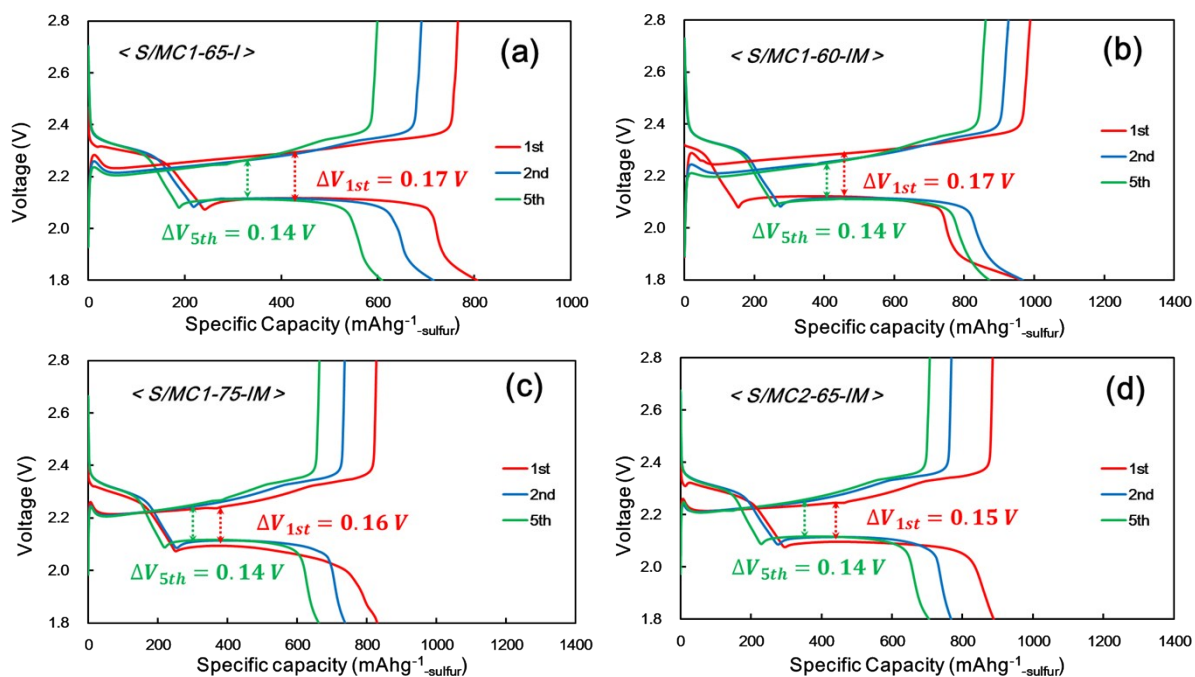 2.8
2.6
2.4
2.2
2.0
1.8
Voltage (V)
< S/MC1-65-I >
(a)
1st
2nd
5th
ΔV1st = 0.17 V
ΔV5th = 0.14 V
0 200 400 600 800 1000
Specific Capacity (mAhg-1-sulfur)
2.8
2.6
2.4
2.2
2.0
1.8
Voltage (V)
< S/MC1-60-IM >
(b)
1st
2nd
5th
ΔV1st = 0.17 V
ΔV5th = 0.14 V
0 200 400 600 800 1000 1200 1400
Specific capacity (mAhg-1-sulfur)
2.8
2.6
2.4
2.2
2.0
1.8
Voltage (V)
< S/MC1-75-IM >
(c)
1st
2nd
5th
ΔV1st = 0.16 V
ΔV5th = 0.14 V
0 200 400 600 800 1000 1200 1400
Specific capacity (mAhg-1-sulfur)
2.8
2.6
2.4
2.2
2.0
1.8
Voltage (V)
< S/MC2-65-IM >
(d)
1st
2nd
5th
ΔV1st = 0.15 V
ΔV5th = 0.14 V
0 200 400 600 800 1000 1200 1400
Specific Capacity (mAhg-1-sulfur)